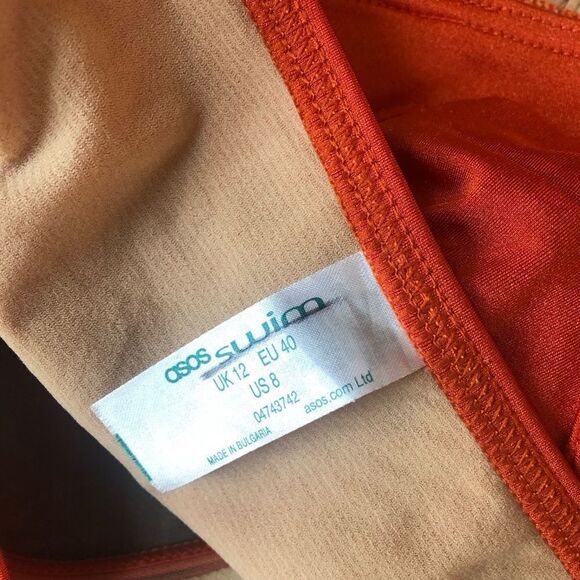 asos swim
UK 12 EU 40
US 8
04743742 asos.com Ltd
MADE IN BULGARIA